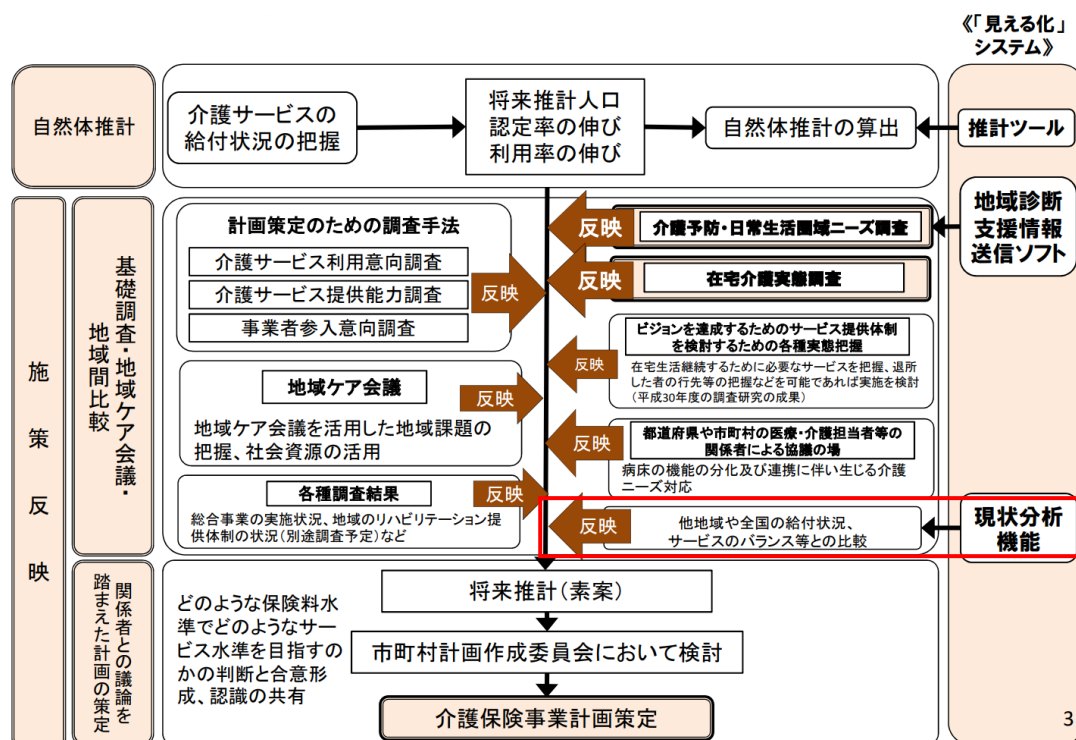 《「見える化」
システム》
自然体推計
介護サービスの
給付状況の把握
将来推計人口
認定率の伸び
利用率の伸び
自然体推計の算出
推計ツール
施策反映
基礎調査・地域ケア会議・
地域間比較
計画策定のための調査手法
介護サービス利用意向調査
介護サービス提供能力調査
事業者参入意向調査
反映
反映
介護予防・日常生活圏域ニーズ調査
地域診断
支援情報
送信ソフト
反映
在宅介護実態調査
反映
ビジョンを達成するためのサービス提供体制
を検討するための各種実態把握
在宅生活継続するために必要なサービスを把握、退所
した者の行先等の把握などを可能であれば実施を検討
(平成30年度の調査研究の成果)
地域ケア会議
反映
地域ケア会議を活用した地域課題の
把握、社会資源の活用
反映
都道府県や市町村の医療・介護担当者等の
関係者による協議の場
病床の機能の分化及び連携に伴い生じる介護
ニーズ対応
各種調査結果
反映
総合事業の実施状況、地域のリハビリテーション提
供体制の状況(別途調査予定)など
反映
他地域や全国の給付状況、
サービスのバランス等との比較
現状分析
機能
関係者との議論を
踏まえた計画の策定
どのような保険料水
準でどのようなサー
ビス水準を目指すの
かの判断と合意形
成、認識の共有
将来推計(素案)
市町村計画作成委員会において検討
介護保険事業計画策定
3